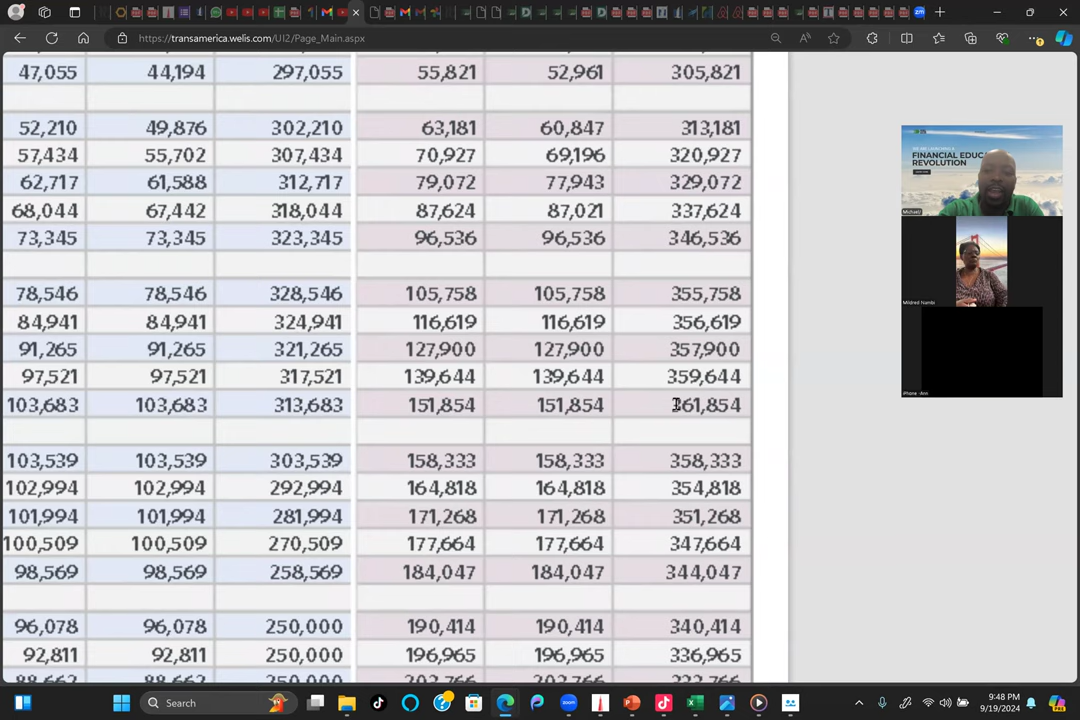 https://transamerica.welis.com/UI2/Page_Main.aspx
47,055 44,194 297,055 55,821 52,961 305,821
52,210 49,876 302,210 63,181 60,847 313,181
57,434 55,702 307,434 70,927 69,196 320,927
62,717 61,588 312,717 79,072 77,943 329,072
68,044 67,442 318,044 87,624 87,021 337,624
73,345 73,345 323,345 96,536 96,536 346,536
78,546 78,546 328,546 105,758 105,758 355,758
84,941 84,941 324,941 116,619 116,619 356,619
91,265 91,265 321,265 127,900 127,900 357,900
97,521 97,521 317,521 139,644 139,644 359,644
103,683 103,683 313,683 151,854 151,854 361,854
103,539 103,539 303,539 158,333 158,333 358,333
102,994 102,994 292,994 164,818 164,818 354,818
101,994 101,994 281,994 171,268 171,268 351,268
100,509 100,509 270,509 177,664 177,664 347,664
98,569 98,569 258,569 184,047 184,047 344,047
96,078 96,078 250,000 190,414 190,414 340,414
92,811 92,811 250,000 196,965 196,965 336,965
FINANCIAL
REVOLUTION
Michael
Mildred Nambi
iPhone -Ann
Search
9:48 PM
9/19/2024